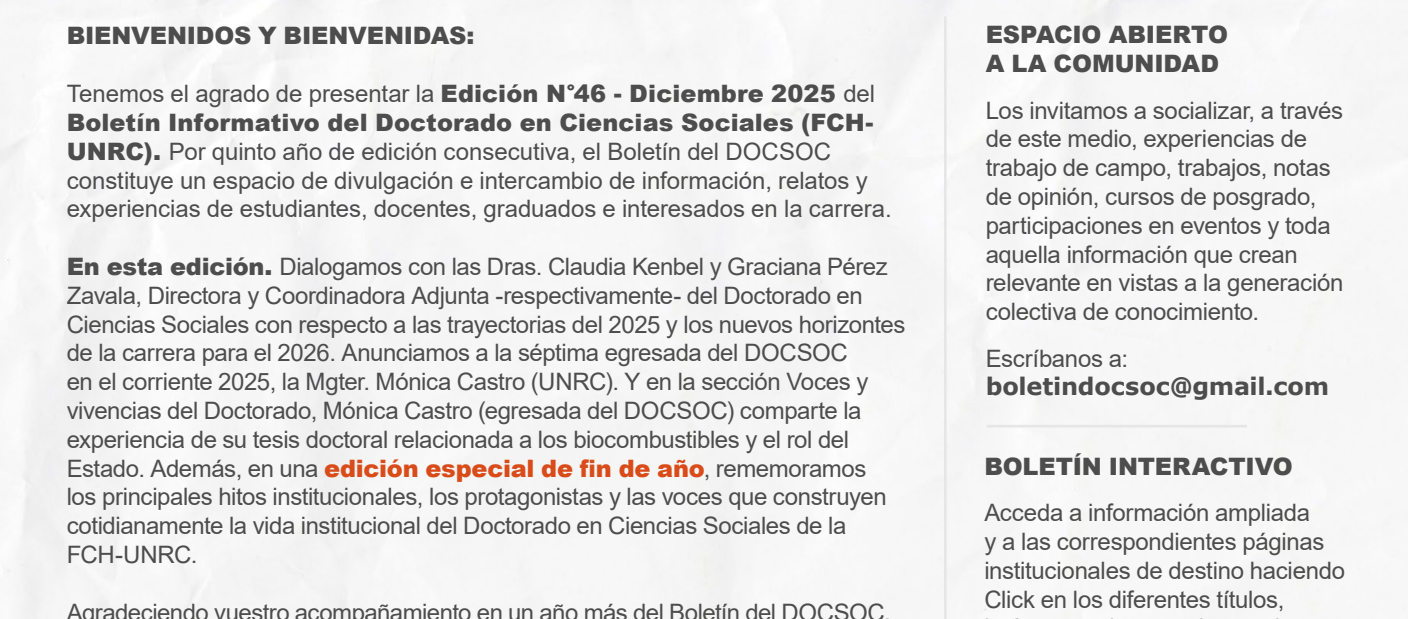 BIENVENIDOS Y BIENVENIDAS:
Tenemos el agrado de presentar la Edición N°46 - Diciembre 2025 del
Boletín Informativo del Doctorado en Ciencias Sociales (FCH-
UNRC). Por quinto año de edición consecutiva, el Boletín del DOCSOC
constituye un espacio de divulgación e intercambio de información, relatos y
experiencias de estudiantes, docentes, graduados e interesados en la carrera.
En esta edición. Dialogamos con las Dras. Claudia Kenbel y Graciana Pérez
Zavala, Directora y Coordinadora Adjunta -respectivamente- del Doctorado en
Ciencias Sociales con respecto a las trayectorias del 2025 y los nuevos horizontes
de la carrera para el 2026. Anunciamos a la séptima egresada del DOCSOC
en el corriente 2025, la Mgter. Mónica Castro (UNRC). Y en la sección Voces y
vivencias del Doctorado, Mónica Castro (egresada del DOCSOC) comparte la
experiencia de su tesis doctoral relacionada a los biocombustibles y el rol del
Estado. Además, en una edición especial de fin de año, rememoramos
los principales hitos institucionales, los protagonistas y las voces que construyen
cotidianamente la vida institucional del Doctorado en Ciencias Sociales de la
FCH-UNRC.
Agradeciendo vuestro acompañamiento en un año más del Boletín del DOCSOC,
ESPACIO ABIERTO
A LA COMUNIDAD
Los invitamos a socializar, a través
de este medio, experiencias de
trabajo de campo, trabajos, notas
de opinión, cursos de posgrado,
participaciones en eventos y toda
aquella información que crean
relevante en vistas a la generación
colectiva de conocimiento.
Escríbanos a:
boletindocsoc@gmail.com
BOLETÍN INTERACTIVO
Acceda a información ampliada
y a las correspondientes páginas
institucionales de destino haciendo
Click en los diferentes títulos,